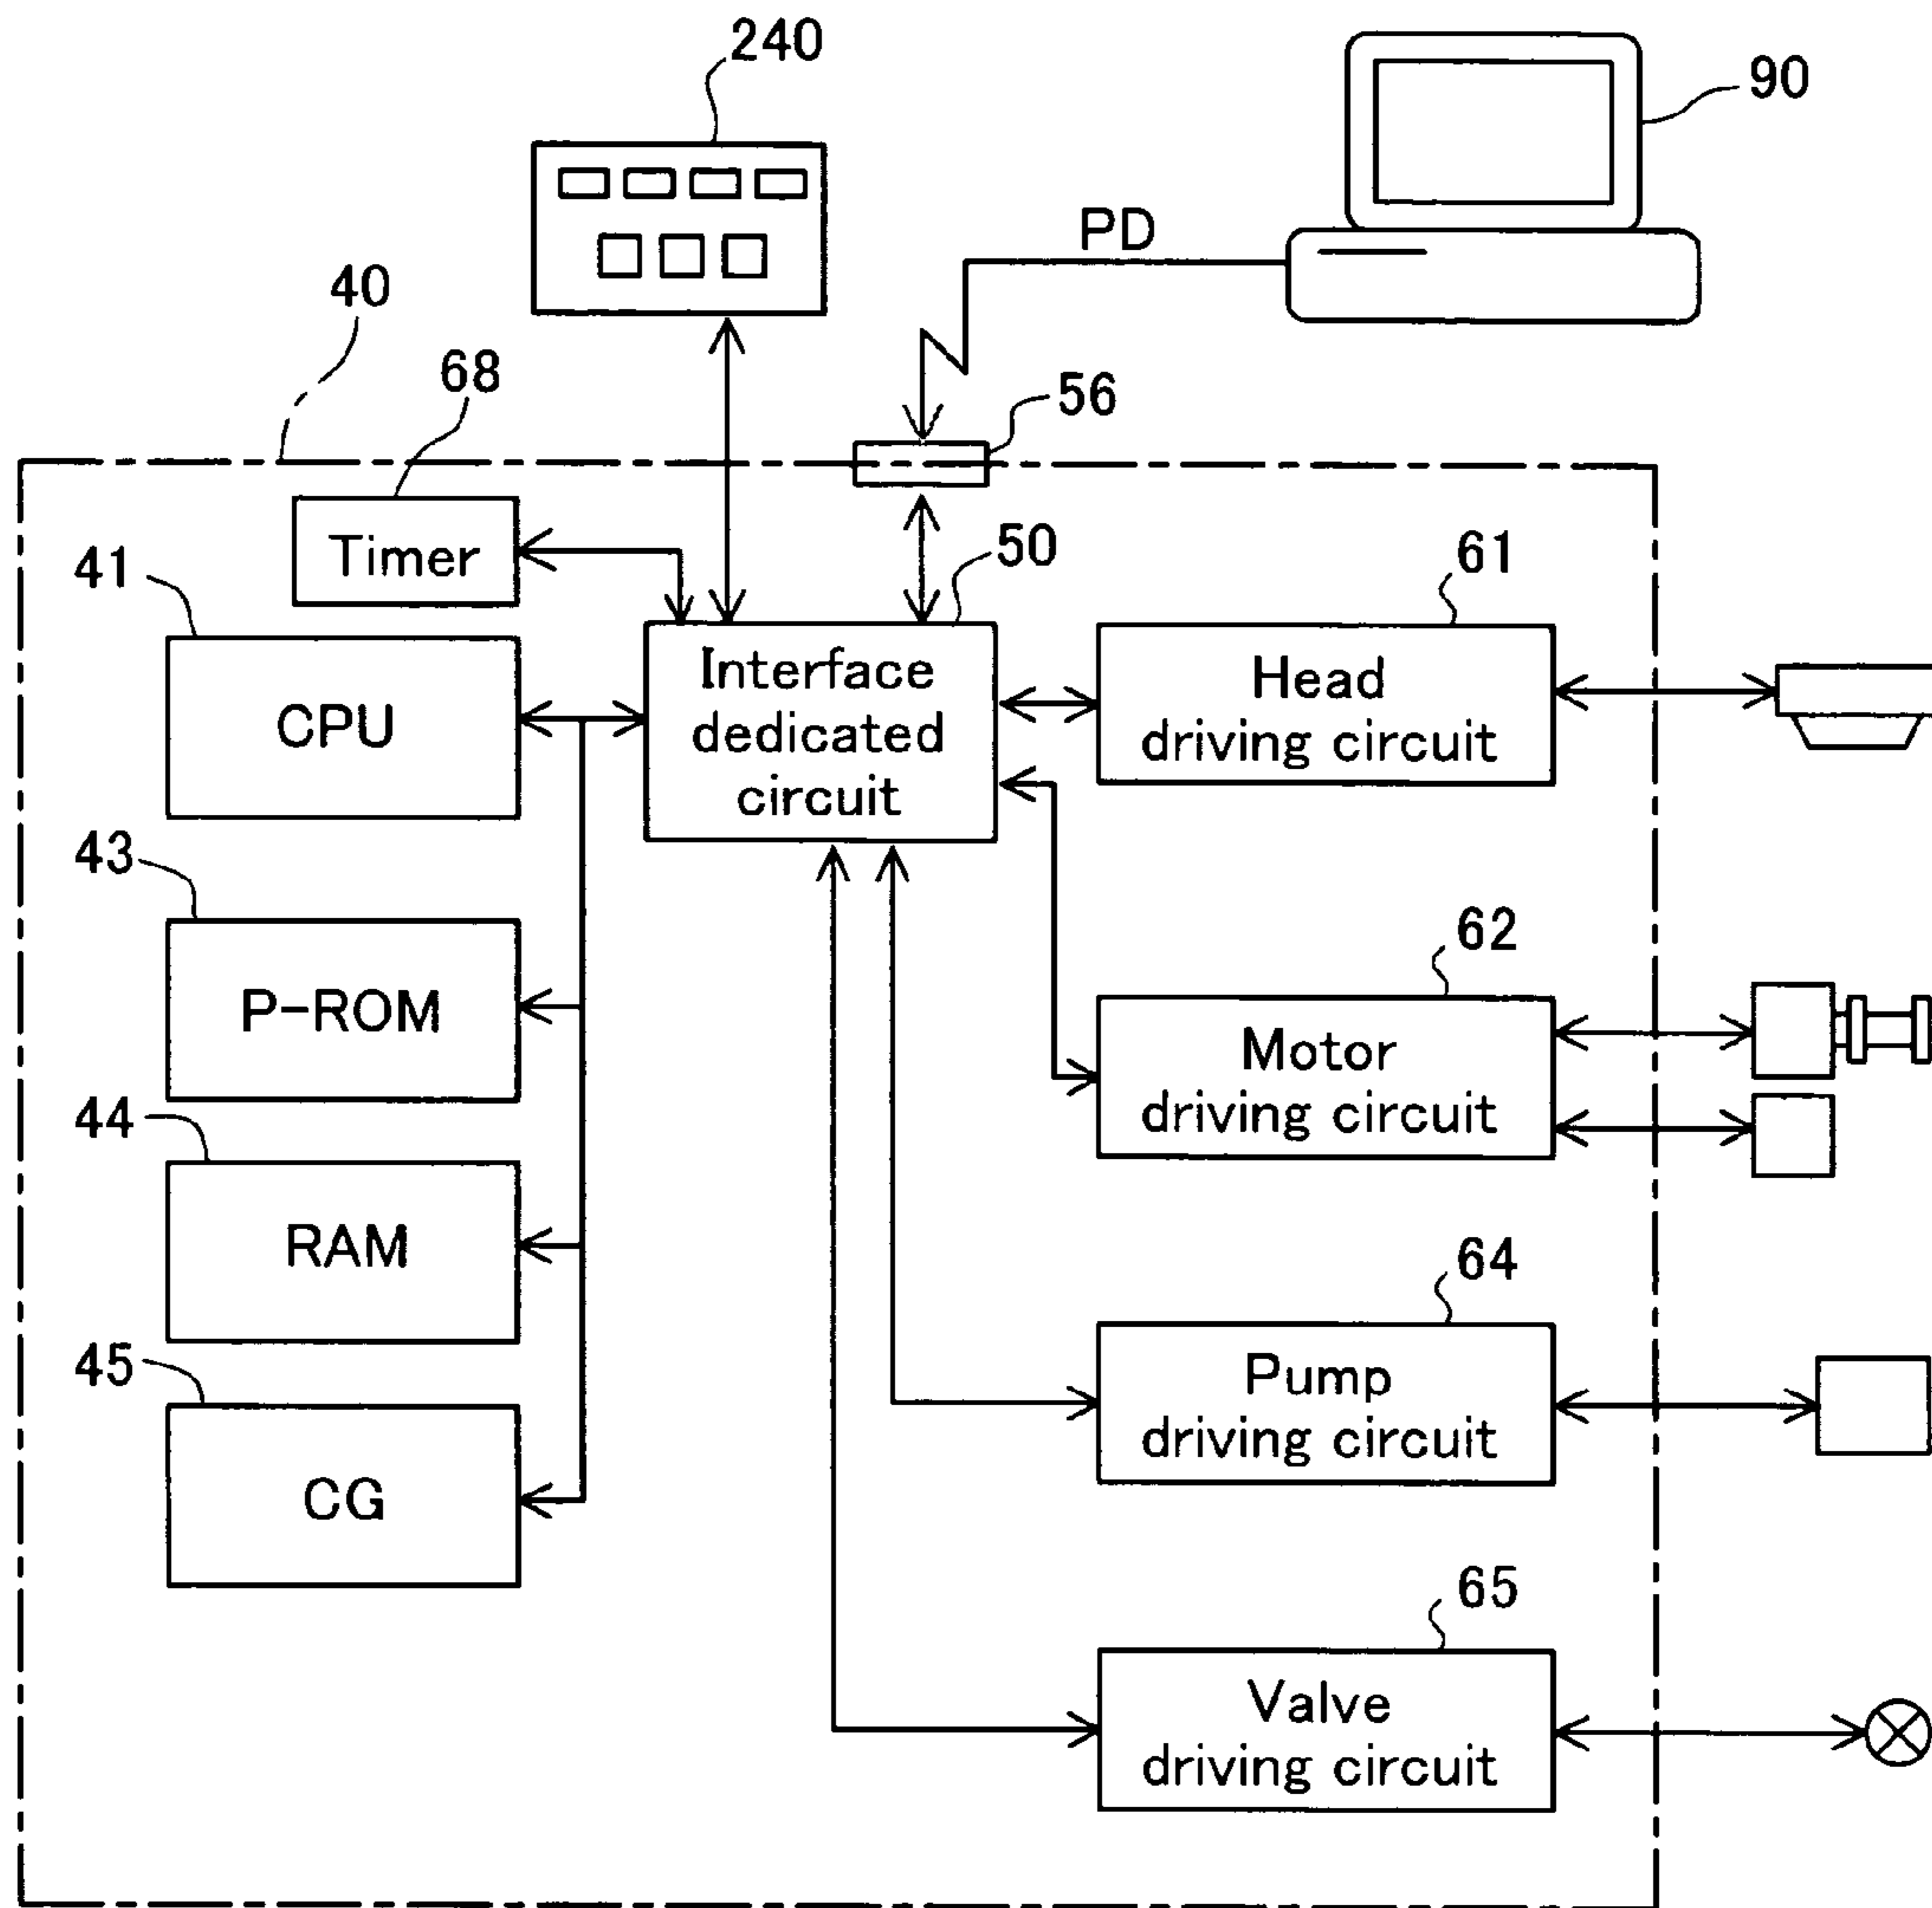 240
90
PD
40
68
56
Timer
50
61
41
Interface
dedicated
circuit
Head
driving circuit
CPU
43
P-ROM
62
Motor
driving circuit
44
RAM
64
Pump
driving circuit
45
CG
65
Valve
driving circuit